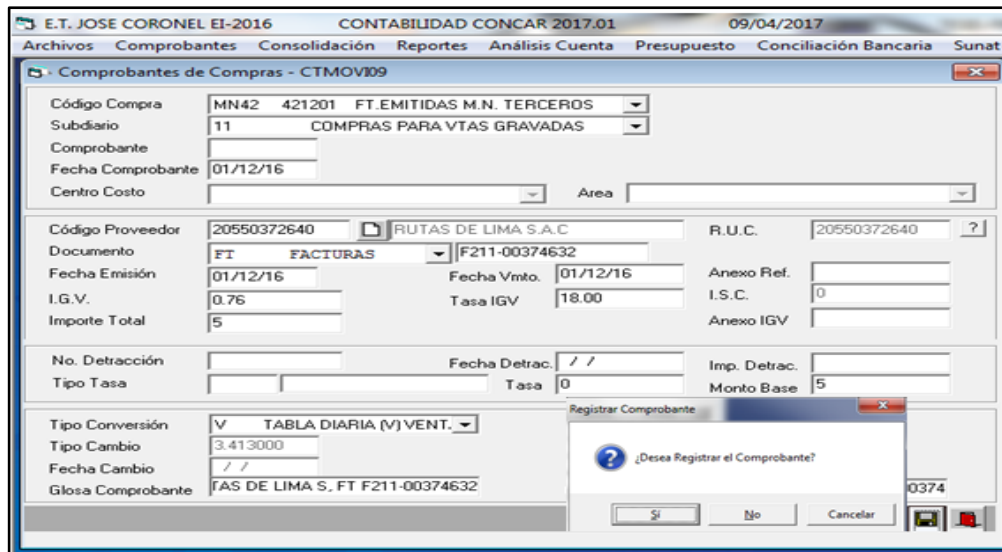 E.T. JOSE CORONEL EI-2016 CONTABILIDAD CONCAR 2017.01 09/04/2017
Archivos Comprobantes Consolidación Reportes Análisis Cuenta Presupuesto Conciliación Bancaria Sunat
Comprobantes de Compras - CTMOVI09
Código Compra MN42 421201 FT.EMITIDAS M.N. TERCEROS
Subdiario 11 COMPRAS PARA VTAS GRAVADAS
Comprobante
Fecha Comprobante 01/12/16
Centro Costo Area
Código Proveedor 20550372640 RUTAS DE LIMA S.A.C R.U.C. 20550372640 ?
Documento FT FACTURAS F211-00374632
Fecha Emisión 01/12/16 Fecha Vmto. 01/12/16 Anexo Ref.
I.G.V. 0.76 Tasa IGV 18.00 I.S.C. 0
Importe Total 5 Anexo IGV
No. Detracción Fecha Detrac. / / Imp. Detrac.
Tipo Tasa Tasa 0 Monto Base 5
Tipo Conversión V TABLA DIARIA (V) VENT.
Tipo Cambio 3.413000
Fecha Cambio / /
Glosa Comprobante TAS DE LIMA S, FT F211-00374632 0374
Registrar Comprobante
¿Desea Registrar el Comprobante?
Sí No Cancelar